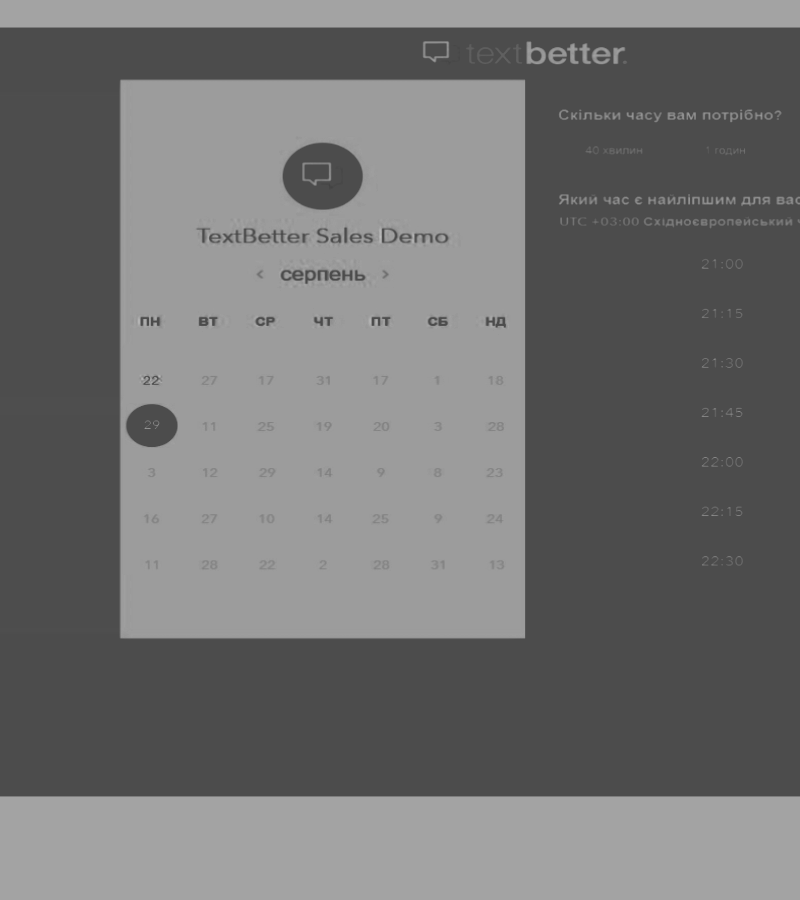 textbetter.
TextBetter Sales Demo
‹ серпень ›
ПН ВТ СР ЧТ ПТ СБ НД
22 27 17 31 17 1 18
29 11 25 19 20 3 28
3 12 29 14 9 8 23
16 27 10 14 25 9 24
11 28 22 2 28 31 13
Скільки часу вам потрібно?
40 хвилин 1 годин
Який час є найліпшим для вас
UTC +03:00 Східноєвропейський ч
21:00
21:15
21:30
21:45
22:00
22:15
22:30